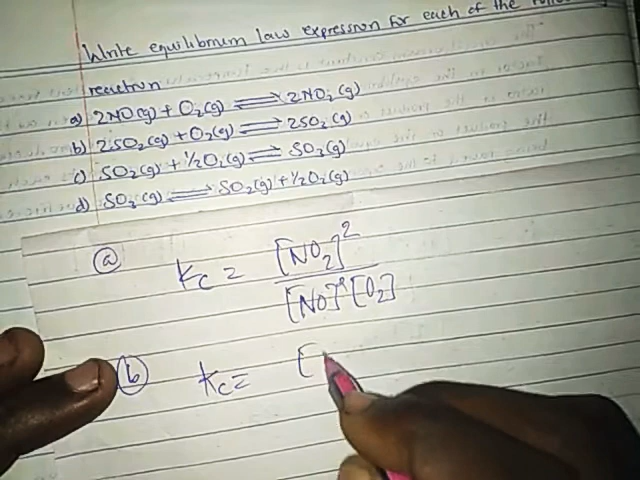 Write equilibrium law expression for each of the
reaction
a) 2NO(g) + O₂(g) ⇌ 2NO₂(g)
b) 2SO₂(g) + O₂(g) ⇌ 2SO₂(g)
c) SO₂(g) + 1/2O₂(g) ⇌ SO₃(g)
d) SO₃(g) ⇌ SO₂(g) + 1/2O₂(g)
(a) Kc = [NO₂]² / [NO]²[O₂]
(b) Kc = [